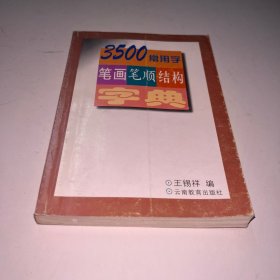 3500常用字
笔画笔顺·结构
字典
王锡祥 编
云南教育出版社